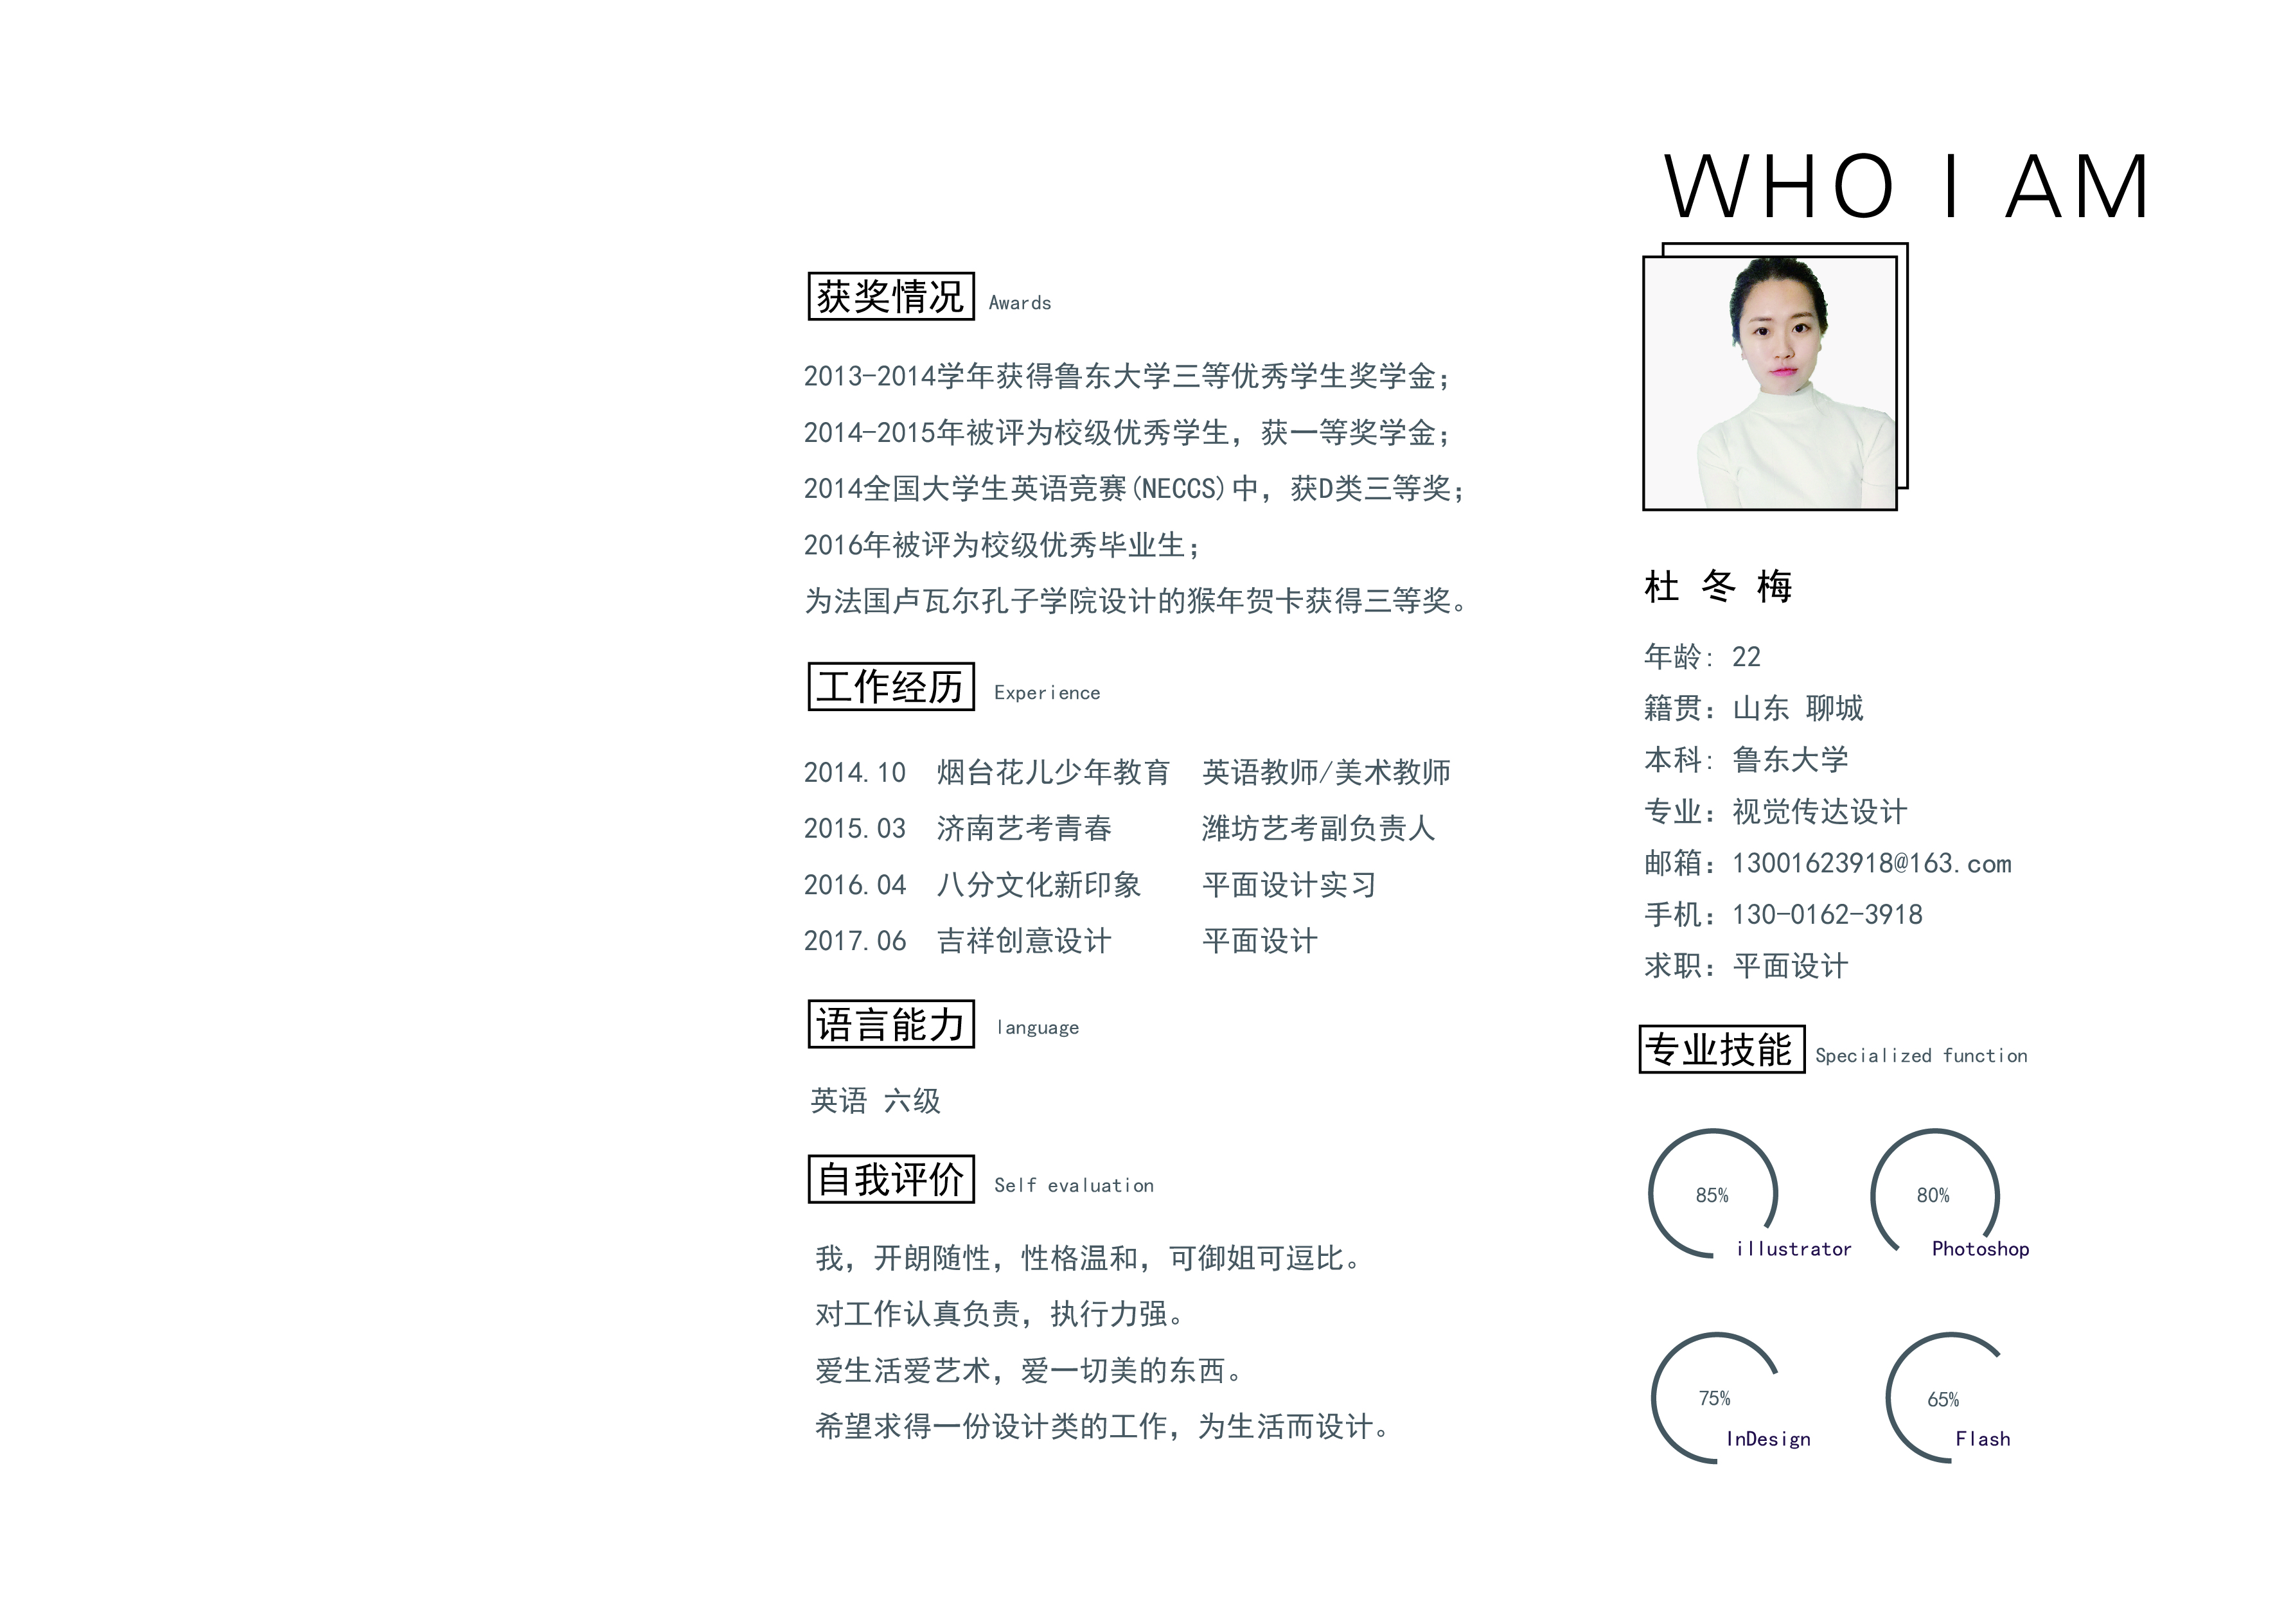 WHO I AM
获奖情况 Awards
2013-2014学年获得鲁东大学三等优秀学生奖学金；
2014-2015年被评为校级优秀学生，获一等奖学金；
2014全国大学生英语竞赛(NECCS)中，获D类三等奖；
2016年被评为校级优秀毕业生；
为法国卢瓦尔孔子学院设计的猴年贺卡获得三等奖。
工作经历 Experience
2014.10 烟台花儿少年教育 英语教师/美术教师
2015.03 济南艺考青春 潍坊艺考副负责人
2016.04 八分文化新印象 平面设计实习
2017.06 吉祥创意设计 平面设计
语言能力 language
英语 六级
自我评价 Self evaluation
我，开朗随性，性格温和，可御姐可逗比。
对工作认真负责，执行力强。
爱生活爱艺术，爱一切美的东西。
希望求得一份设计类的工作，为生活而设计。
杜 冬 梅
年龄: 22
籍贯：山东 聊城
本科: 鲁东大学
专业：视觉传达设计
邮箱：13001623918@163.com
手机：130-0162-3918
求职：平面设计
专业技能 Specialized function
85%
illustrator
80%
Photoshop
75%
InDesign
65%
Flash